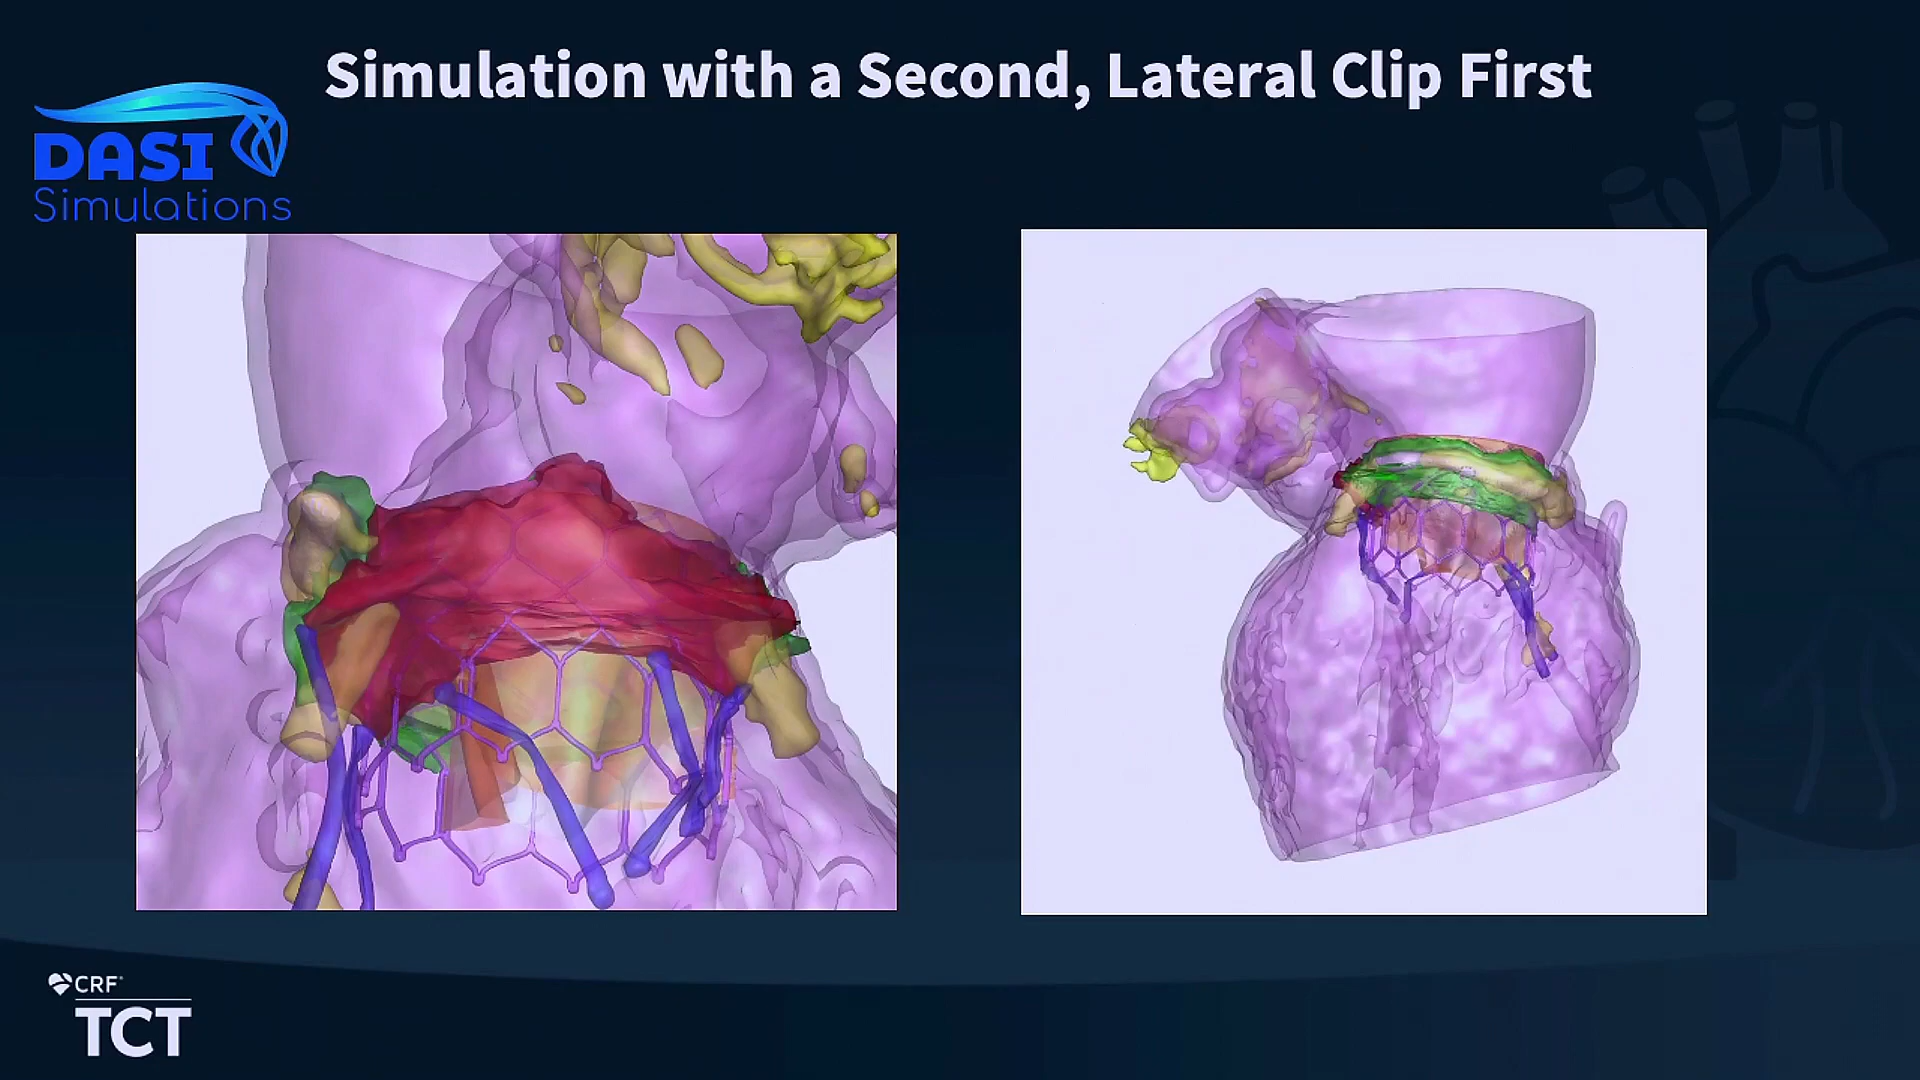 Simulation with a Second, Lateral Clip First
DASI
Simulations
CRF
TCT